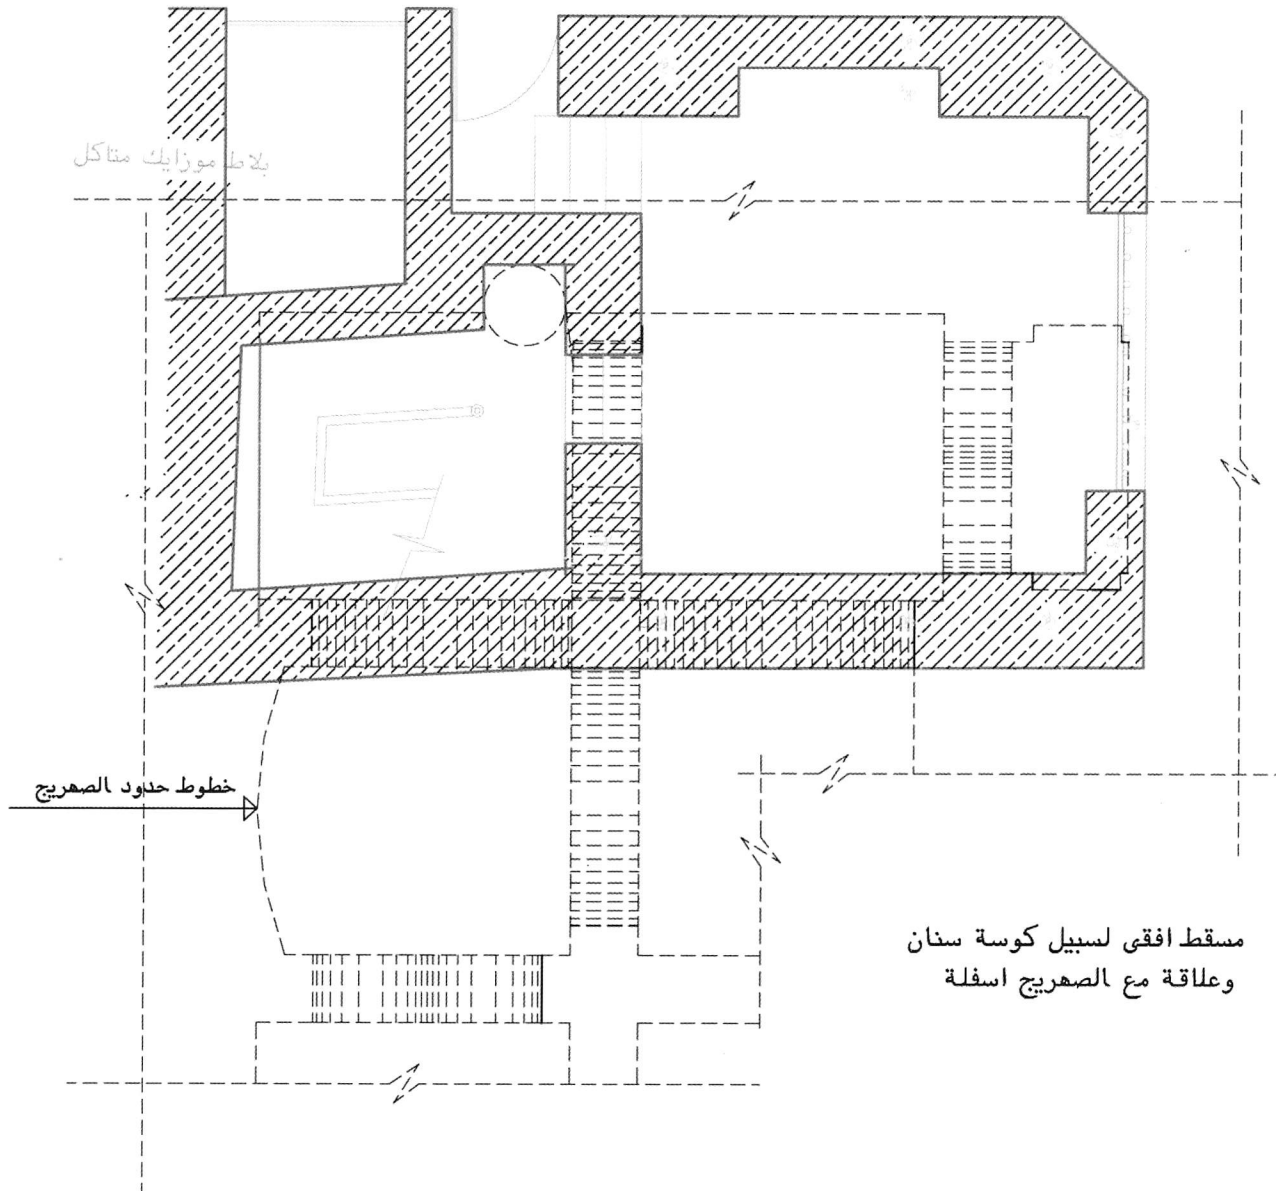 بلاط موزايك متاكل
خطوط حدود الصهريج
مسقط افقى لسبيل كوسة سنان
وعلاقة مع الصهريج اسفلة